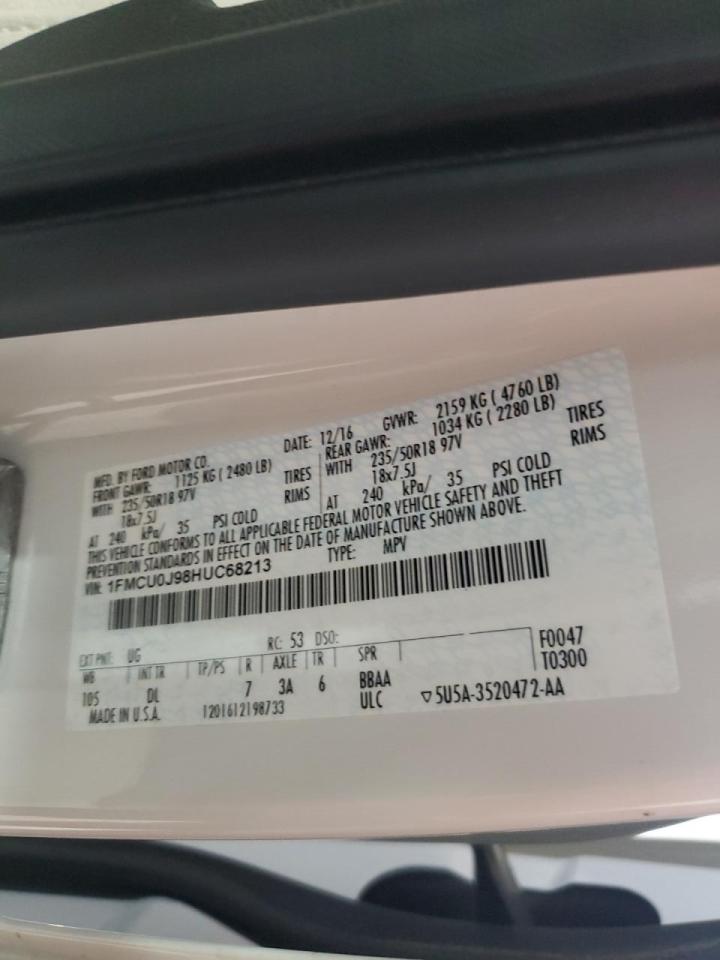 MFD. BY FORD MOTOR CO.
DATE: 12/16 GVWR: 2159 KG ( 4760 LB)
FRONT GAWR: 1125 KG ( 2480 LB)
REAR GAWR: 1034 KG ( 2280 LB)
WITH 235/50R18 97V TIRES
WITH 235/50R18 97V TIRES
18x7.5J RIMS
18x7.5J RIMS
AT 240 kPa/ 35 PSI COLD
AT 240 kPa/ 35 PSI COLD
THIS VEHICLE CONFORMS TO ALL APPLICABLE FEDERAL MOTOR VEHICLE SAFETY AND THEFT
PREVENTION STANDARDS IN EFFECT ON THE DATE OF MANUFACTURE SHOWN ABOVE.
VIN: 1FMCU0J98HUC68213 TYPE: MPV
EXT PNT: UG RC: 53 DSO:
F0047
T0300
WB INT TR TP/PS R AXLE TR SPR
105 DL 7 3A 6 BBAA
MADE IN U.S.A. 1201612198733 ULC ▽5U5A-3520472-AA